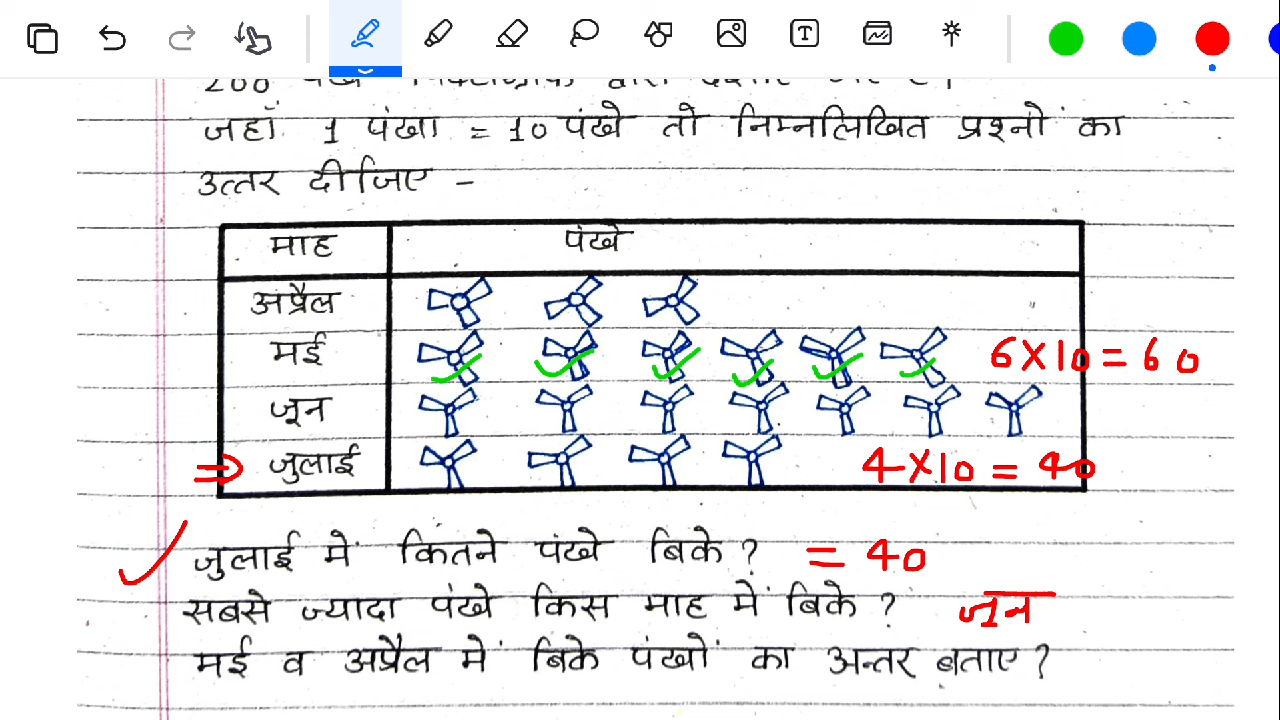 200
जहाँ 1 पंखा = 10 पंखे तो निम्नलिखित प्रश्नों का
उत्तर दीजिए -
माह पंखे
अप्रैल
मई 6×10=60
जून
⇒ जुलाई 4×10=40
जुलाई में कितने पंखे बिके? = 40
सबसे ज्यादा पंखे किस माह में बिके? जून
मई व अप्रैल में बिके पंखों का अन्तर बताए?